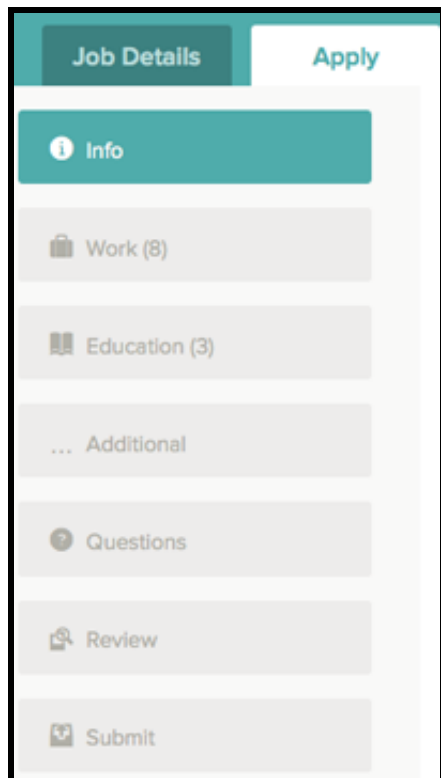 Job Details Apply
Info
Work (8)
Education (3)
... Additional
Questions
Review
Submit